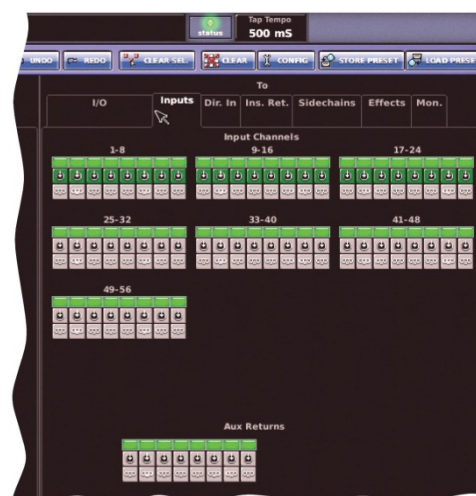 Tap Tempo
status
500 mS
UNDO
REDO
CLEAR SEL.
CLEAR
CONFIG
STORE PRESET
LOAD PRESE
To
I/O
Inputs
Dir. In
Ins. Ret.
Sidechains
Effects
Mon.
Input Channels
1-8
9-16
17-24
25-32
33-40
41-48
49-56
Aux Returns